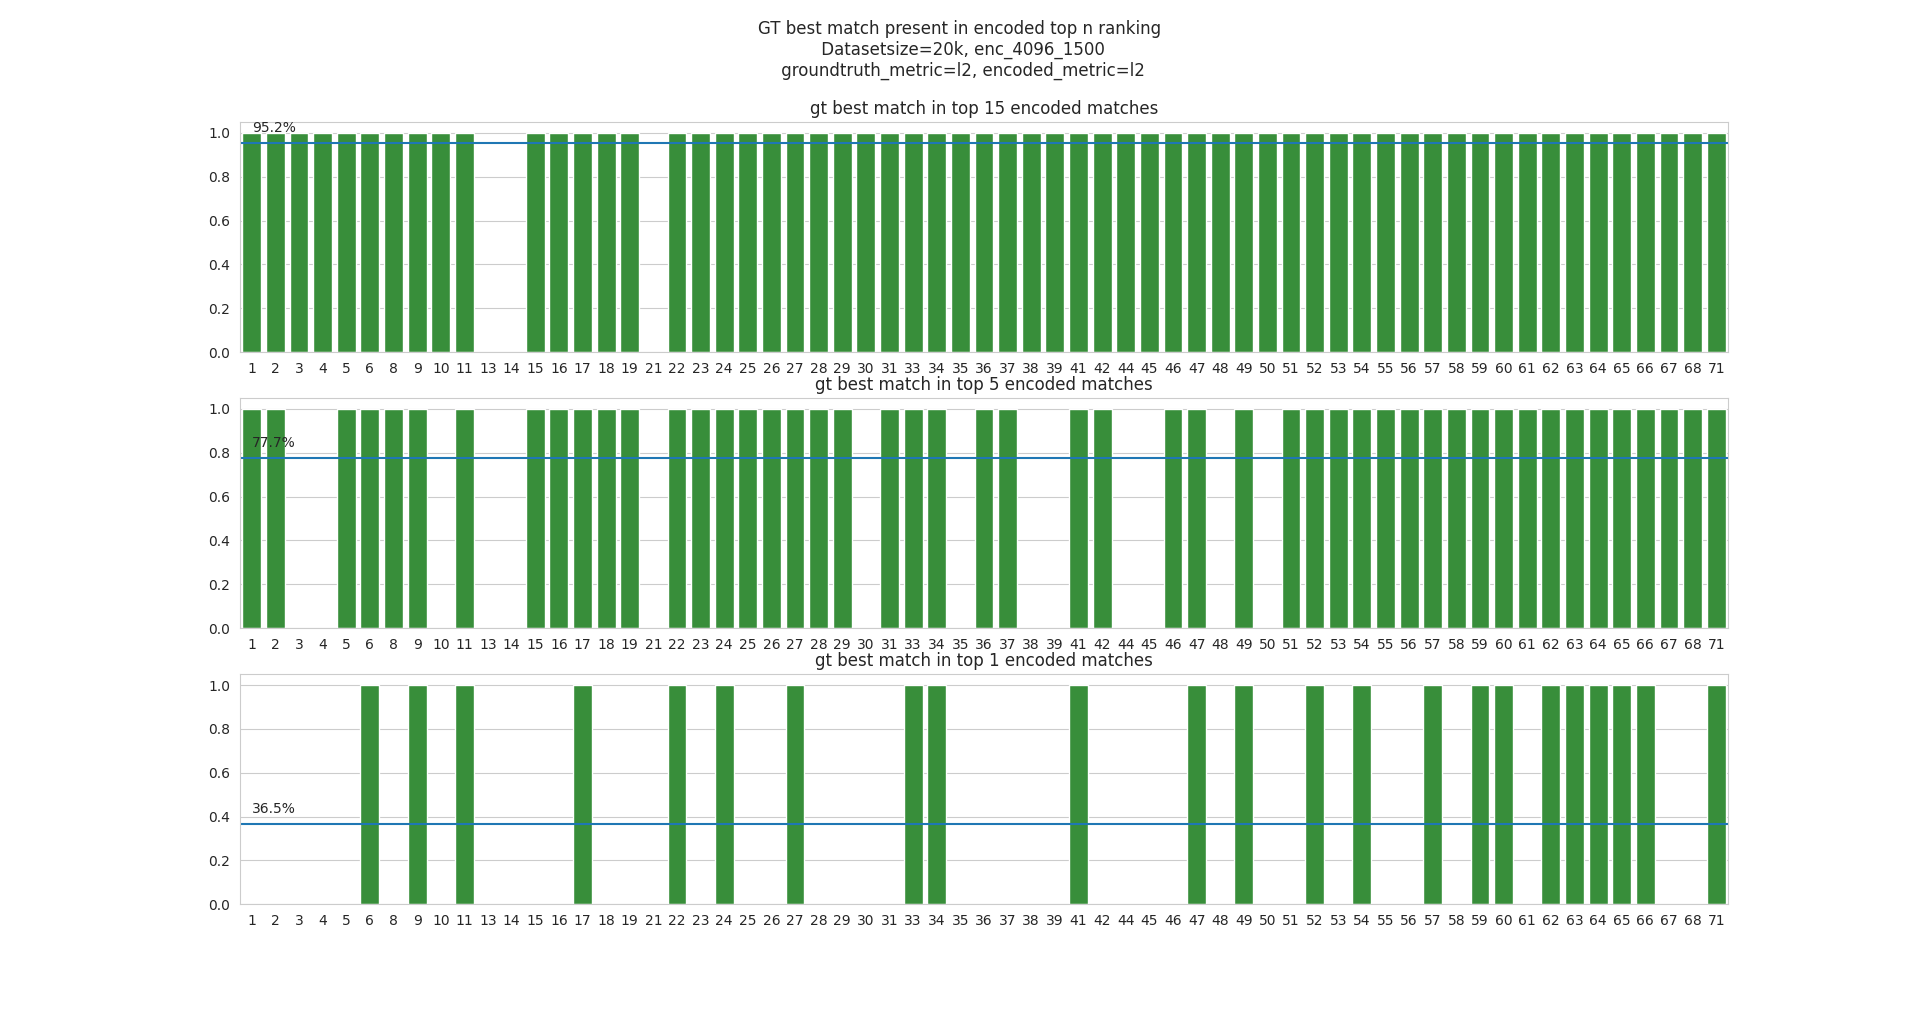 GT best match present in encoded top n ranking
Datasetsize=20k, enc_4096_1500
groundtruth_metric=l2, encoded_metric=l2
gt best match in top 15 encoded matches
1.0
95.2%
0.8
0.6
0.4
0.2
0.0
1 2 3 4 5 6 8 9 10 11 13 14 15 16 17 18 19 21 22 23 24 25 26 27 28 29 30 31 33 34 35 36 37 38 39 41 42 44 45 46 47 48 49 50 51 52 53 54 55 56 57 58 59 60 61 62 63 64 65 66 67 68 71
gt best match in top 5 encoded matches
1.0
77.7%
0.8
0.6
0.4
0.2
0.0
1 2 3 4 5 6 8 9 10 11 13 14 15 16 17 18 19 21 22 23 24 25 26 27 28 29 30 31 33 34 35 36 37 38 39 41 42 44 45 46 47 48 49 50 51 52 53 54 55 56 57 58 59 60 61 62 63 64 65 66 67 68 71
gt best match in top 1 encoded matches
1.0
0.8
0.6
36.5%
0.4
0.2
0.0
1 2 3 4 5 6 8 9 10 11 13 14 15 16 17 18 19 21 22 23 24 25 26 27 28 29 30 31 33 34 35 36 37 38 39 41 42 44 45 46 47 48 49 50 51 52 53 54 55 56 57 58 59 60 61 62 63 64 65 66 67 68 71